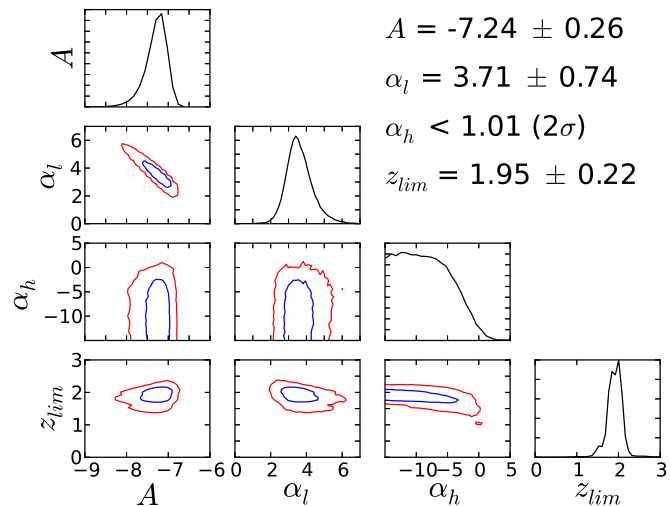 A
A = -7.24 ± 0.26
α_l = 3.71 ± 0.74
α_h < 1.01 (2σ)
z_lim = 1.95 ± 0.22
α_l
6
4
2
0
α_h
5
0
−5
−10
z_lim
3
2
1
0
−9 −8 −7 −6
0 2 4 6
−10 −5 0 5
0 1 2 3
A
α_l
α_h
z_lim